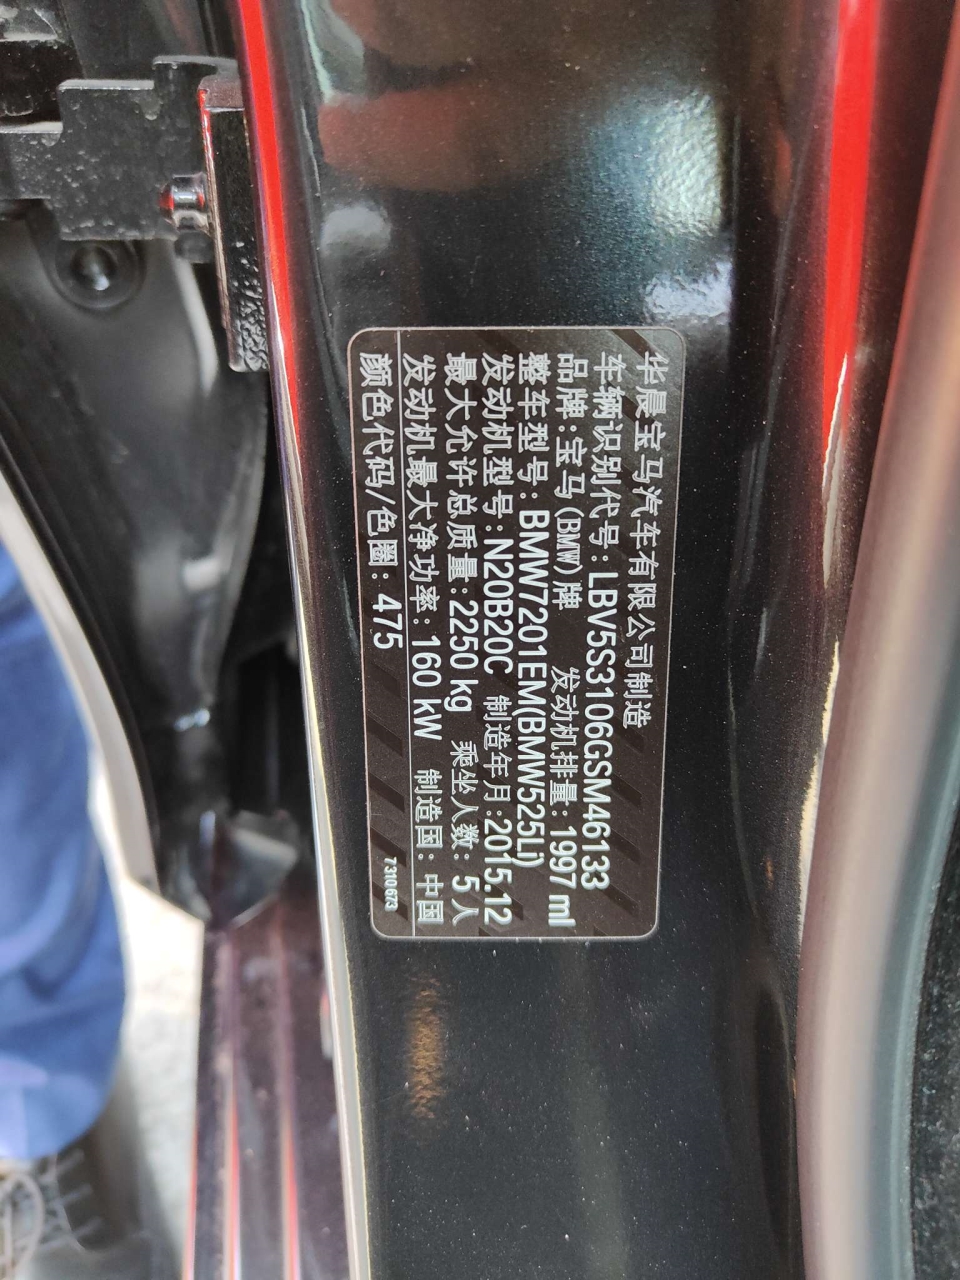 华晨宝马汽车有限公司制造
车辆识别代号:LBV5S3106GSM46133
品牌:宝马(BMW)牌 发动机排量:1997 ml
整车型号:BMW7201EM(BMW525Li)
发动机型号:N20B20C 制造年月:2015.12
最大允许总质量:2250 kg 乘坐人数:5人
发动机最大净功率:160 kW 制造国:中国
颜色代码/色圈:475
7310673